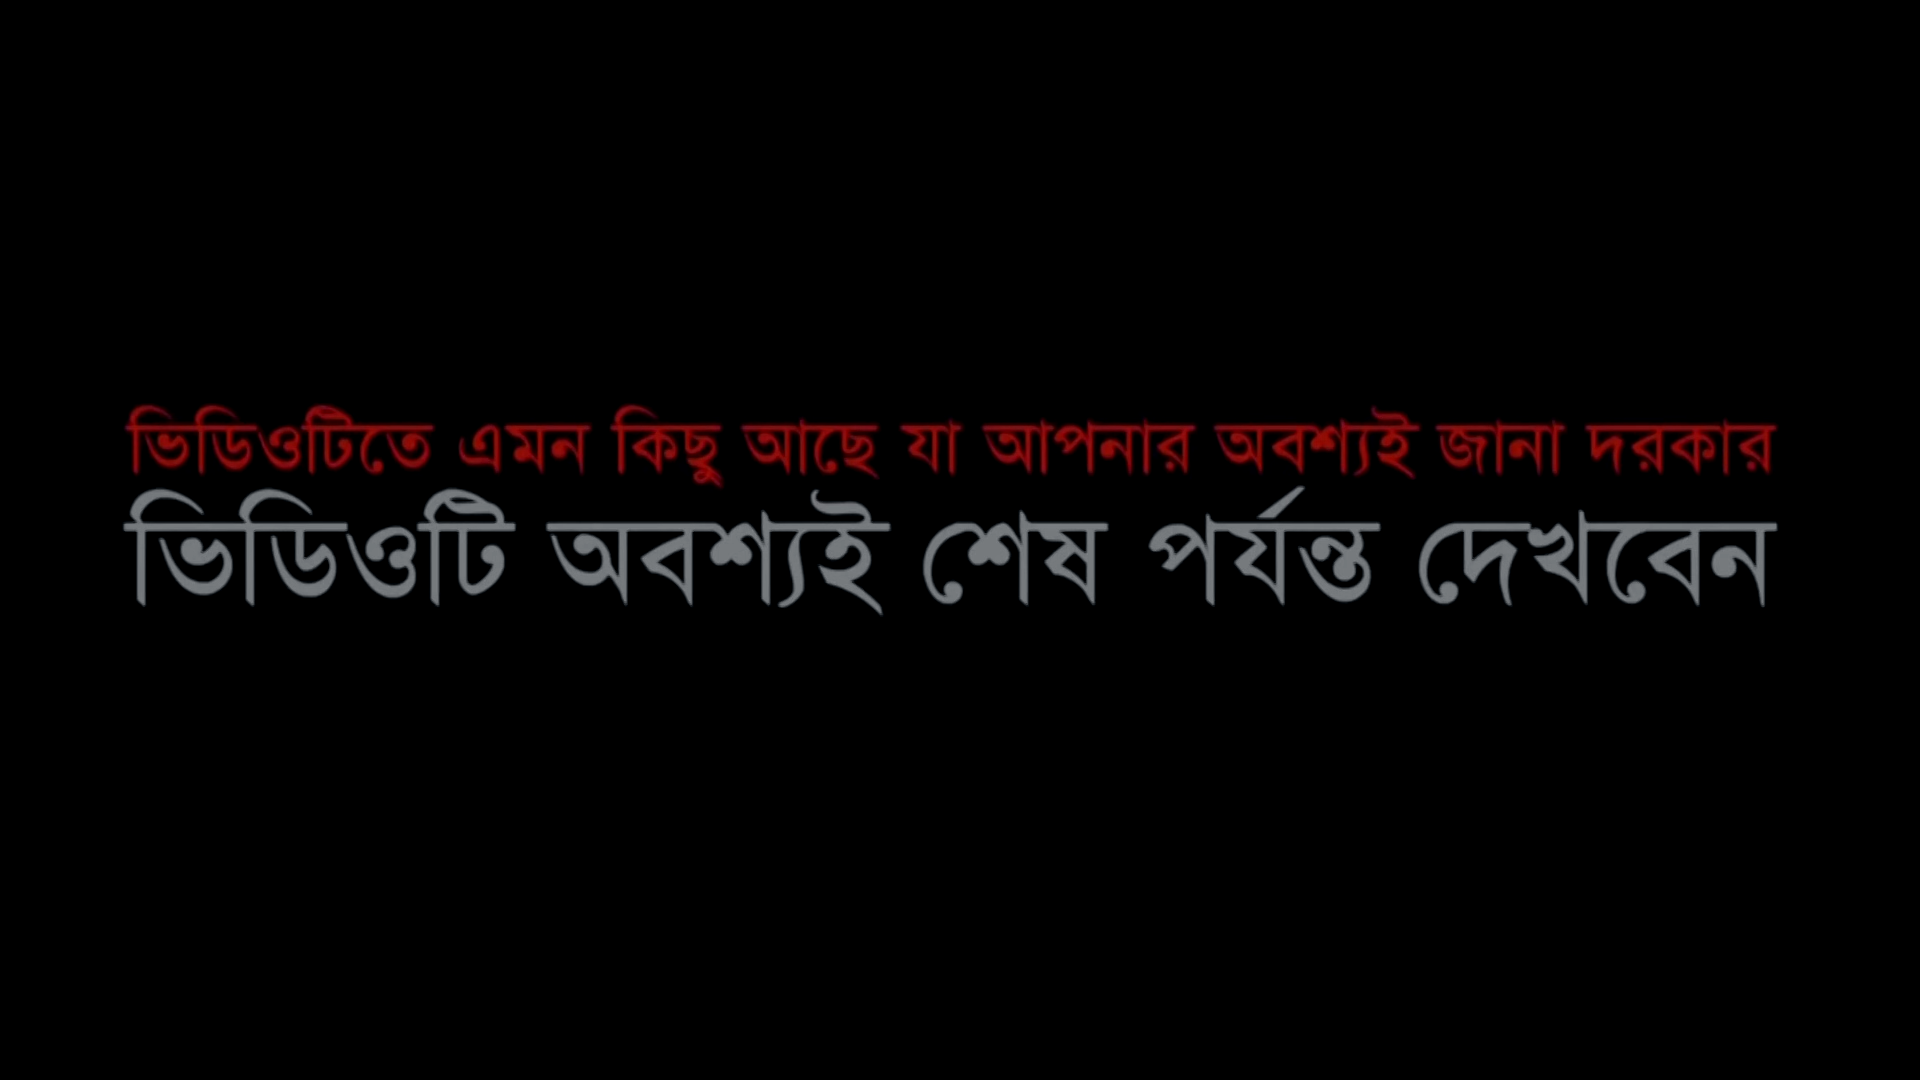 ভিডিওটিতে এমন কিছু আছে যা আপনার অবশ্যই জানা দরকার
ভিডিওটি অবশ্যই শেষ পর্যন্ত দেখবেন